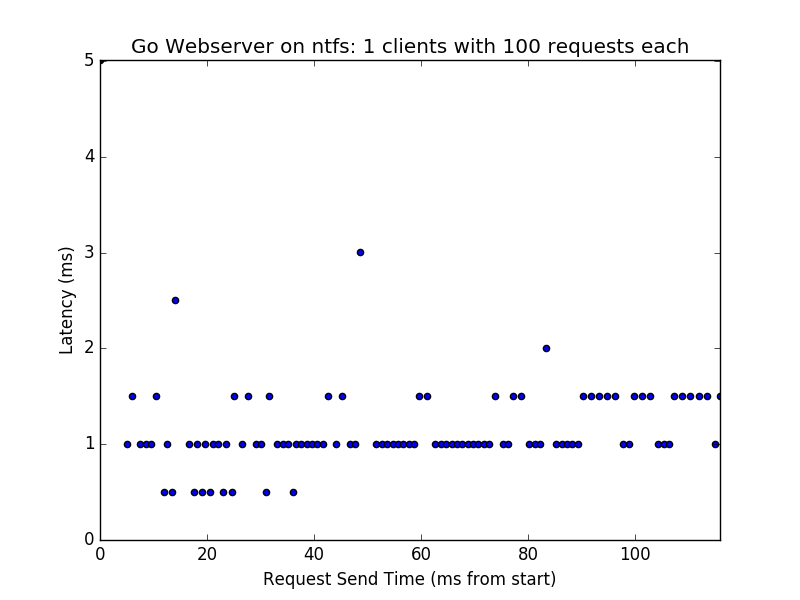 Go Webserver on ntfs: 1 clients with 100 requests each
5
4
3
2
1
0
Latency (ms)
0 20 40 60 80 100
Request Send Time (ms from start)